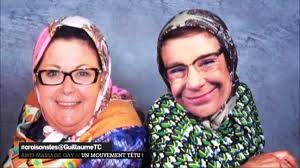 #croisonsles@GuillaumeTC
ANTI-MARIAGE GAY // UN MOUVEMENT TÊTU !